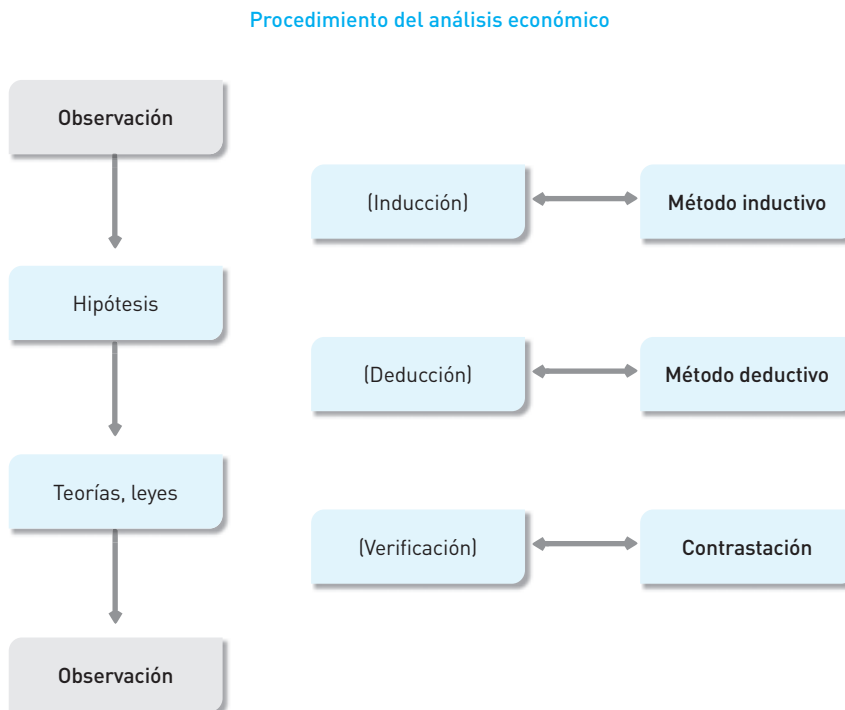 Procedimiento del análisis económico
Observación
(Inducción)
Método inductivo
Hipótesis
(Deducción)
Método deductivo
Teorías, leyes
(Verificación)
Contrastación
Observación